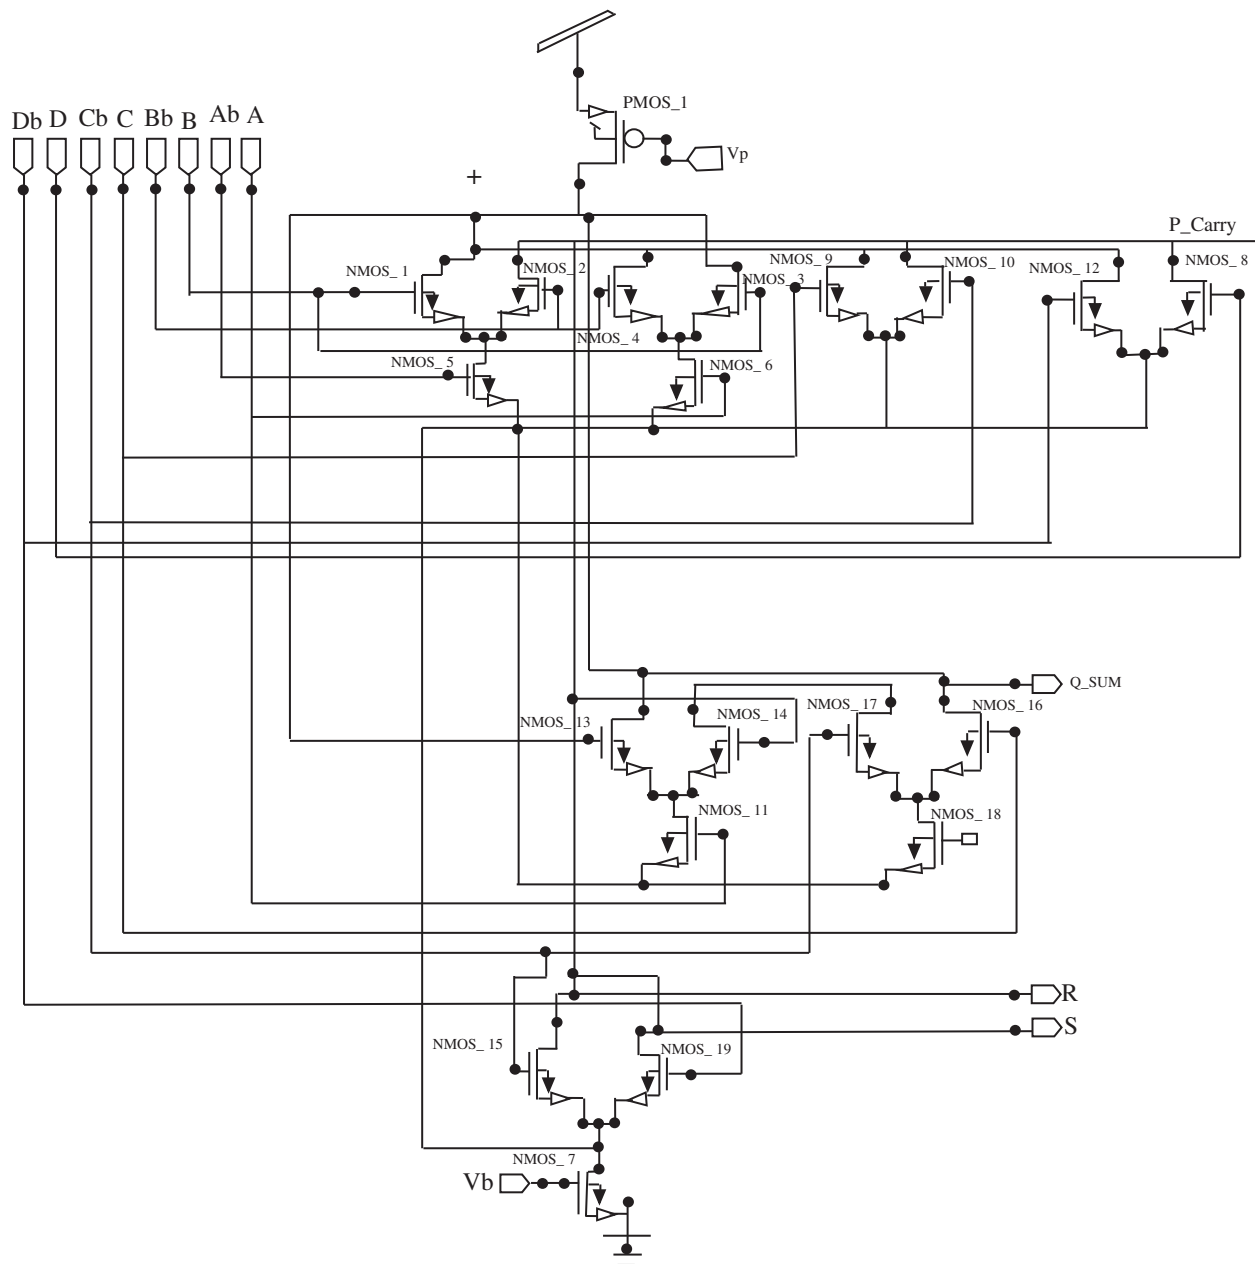 PMOS_1
Db D Cb C Bb B Ab A
Vp
+
P_Carry
NMOS_ 1
NMOS_ 2
NMOS_ 3
NMOS_ 9
NMOS_ 10
NMOS_ 12
NMOS_ 8
NMOS_ 4
NMOS_ 5
NMOS_ 6
Q_SUM
NMOS_ 13
NMOS_ 14
NMOS_ 17
NMOS_ 16
NMOS_ 11
NMOS_ 18
R
S
NMOS_ 15
NMOS_ 19
NMOS_ 7
Vb